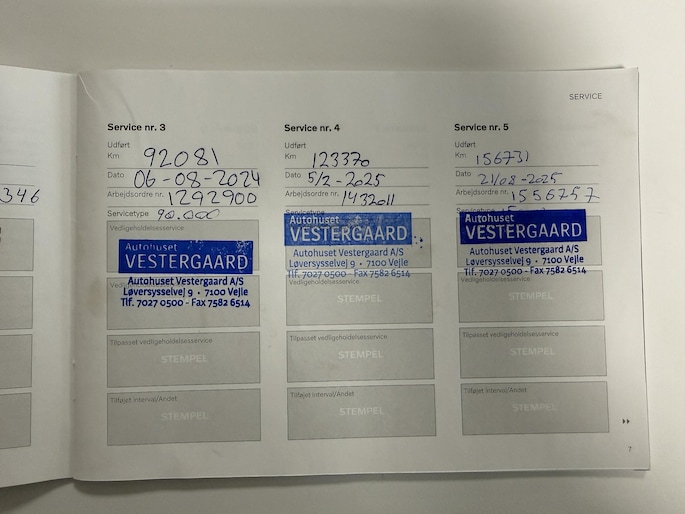 346
SERVICE
Service nr. 3
Udført
Km 92081
Dato 06-08-2024
Arbejdsordre nr. 1292900
Servicetype 90.000
Vedligeholdelsesservice
Autohuset
VESTERGAARD
Autohuset Vestergaard A/S
Løversysselvej 9 • 7100 Vejle
Tlf. 7027 0500 - Fax 7582 6514
Tilpasset vedligeholdelsesservice
STEMPEL
Tilføjet interval/Andet
STEMPEL
Service nr. 4
Udført
Km 123370
Dato 5/2-2025
Arbejdsordre nr. 1432011
Servicetype
Autohuset
VESTERGAARD
Autohuset Vestergaard A/S
Løversysselvej 9 • 7100 Vejle
Tlf. 7027 0500 - Fax 7582 6514
Vedligeholdelsesservice
STEMPEL
Tilpasset vedligeholdelsesservice
STEMPEL
Tilføjet interval/Andet
STEMPEL
Service nr. 5
Udført
Km 156731
Dato 21/08-2025
Arbejdsordre nr. 1556757
Autohuset
VESTERGAARD
Autohuset Vestergaard A/S
Løversysselvej 9 • 7100 Vejle
Tlf. 7027 0500 - Fax 7582 6514
Vedligeholdelsesservice
STEMPEL
Tilpasset vedligeholdelsesservice
STEMPEL
Tilføjet interval/Andet
STEMPEL
7